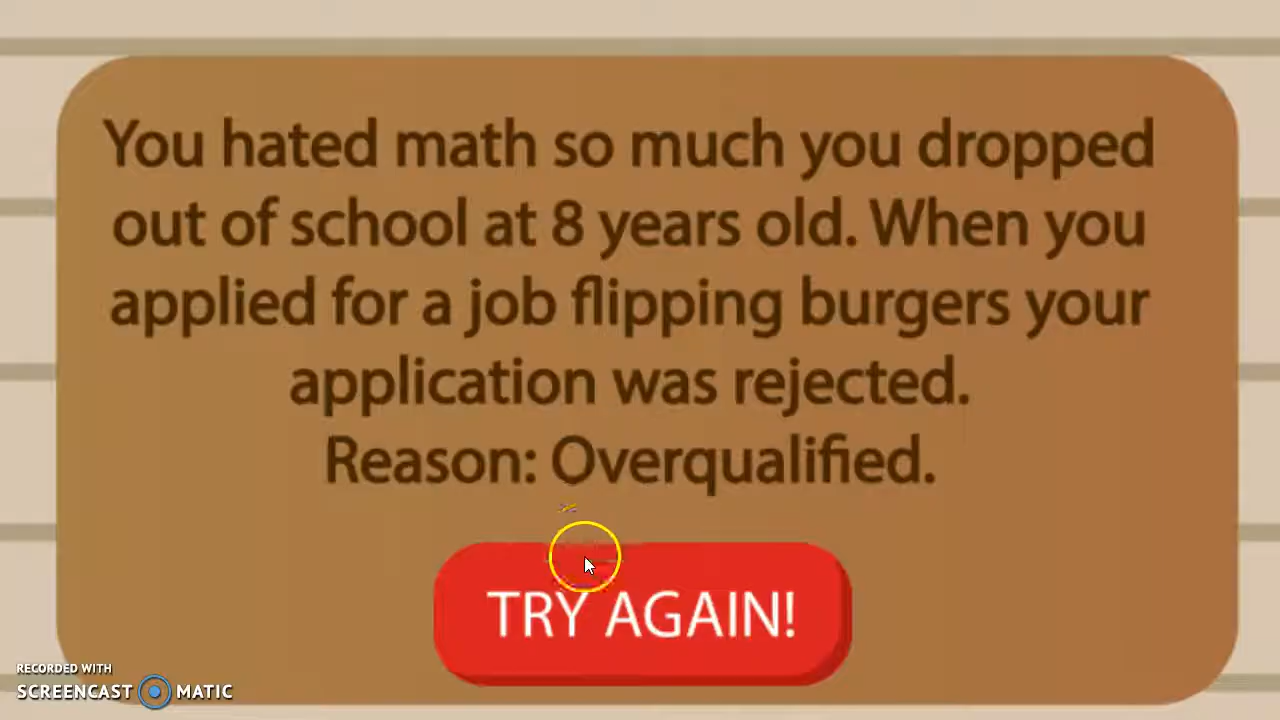 You hated math so much you dropped
out of school at 8 years old. When you
applied for a job flipping burgers your
application was rejected.
Reason: Overqualified.
TRY AGAIN!
RECORDED WITH
SCREENCAST MATIC